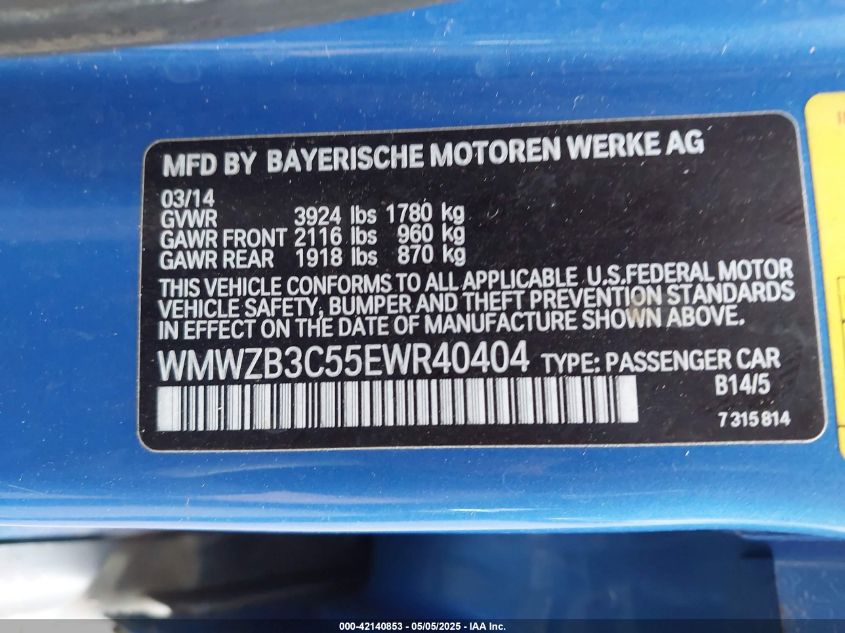 MFD BY BAYERISCHE MOTOREN WERKE AG
03/14
GVWR 3924 lbs 1780 kg
GAWR FRONT 2116 lbs 960 kg
GAWR REAR 1918 lbs 870 kg
THIS VEHICLE CONFORMS TO ALL APPLICABLE U.S.FEDERAL MOTOR
VEHICLE SAFETY, BUMPER AND THEFT PREVENTION STANDARDS
IN EFFECT ON THE DATE OF MANUFACTURE SHOWN ABOVE.
WMWZB3C55EWR40404 TYPE: PASSENGER CAR
B14/5
7315814
000-42140853 - 05/05/2025 - IAA Inc.